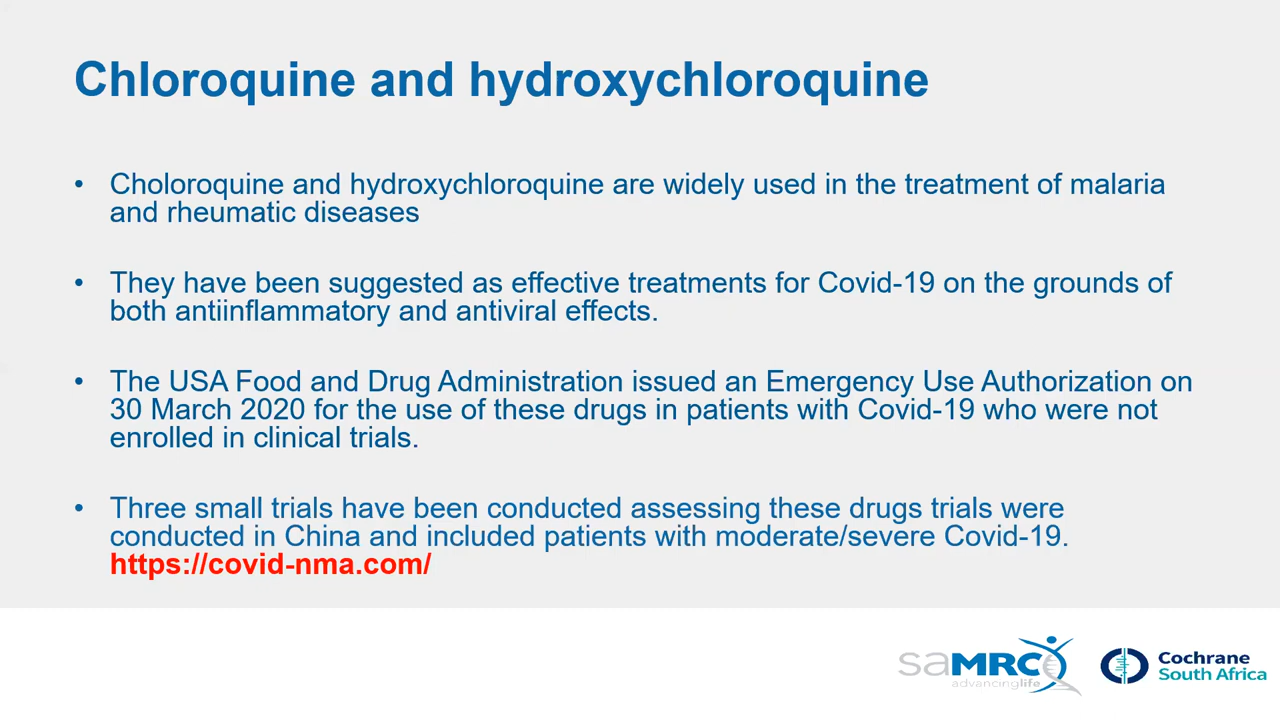 Chloroquine and hydroxychloroquine
• Choloroquine and hydroxychloroquine are widely used in the treatment of malaria
and rheumatic diseases
• They have been suggested as effective treatments for Covid-19 on the grounds of
both antiinflammatory and antiviral effects.
• The USA Food and Drug Administration issued an Emergency Use Authorization on
30 March 2020 for the use of these drugs in patients with Covid-19 who were not
enrolled in clinical trials.
• Three small trials have been conducted assessing these drugs trials were
conducted in China and included patients with moderate/severe Covid-19.
https://covid-nma.com/
saMRC
advancinglife
Cochrane
South Africa